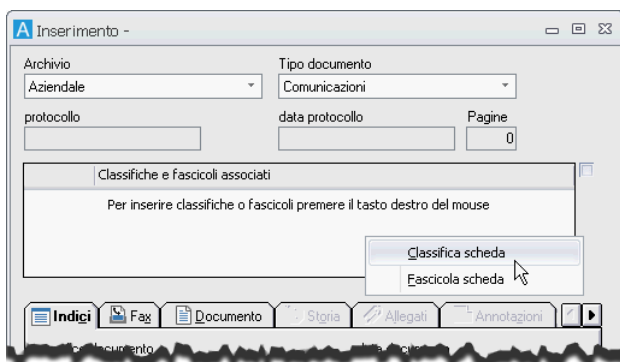 A Inserimento -
Archivio
Tipo documento
Aziendale
Comunicazioni
protocollo
data protocollo
Pagine
0
Classifiche e fascicoli associati
Per inserire classifiche o fascicoli premere il tasto destro del mouse
Classifica scheda
Fascicola scheda
Indici Fax Documento Storia Allegati Annotazioni